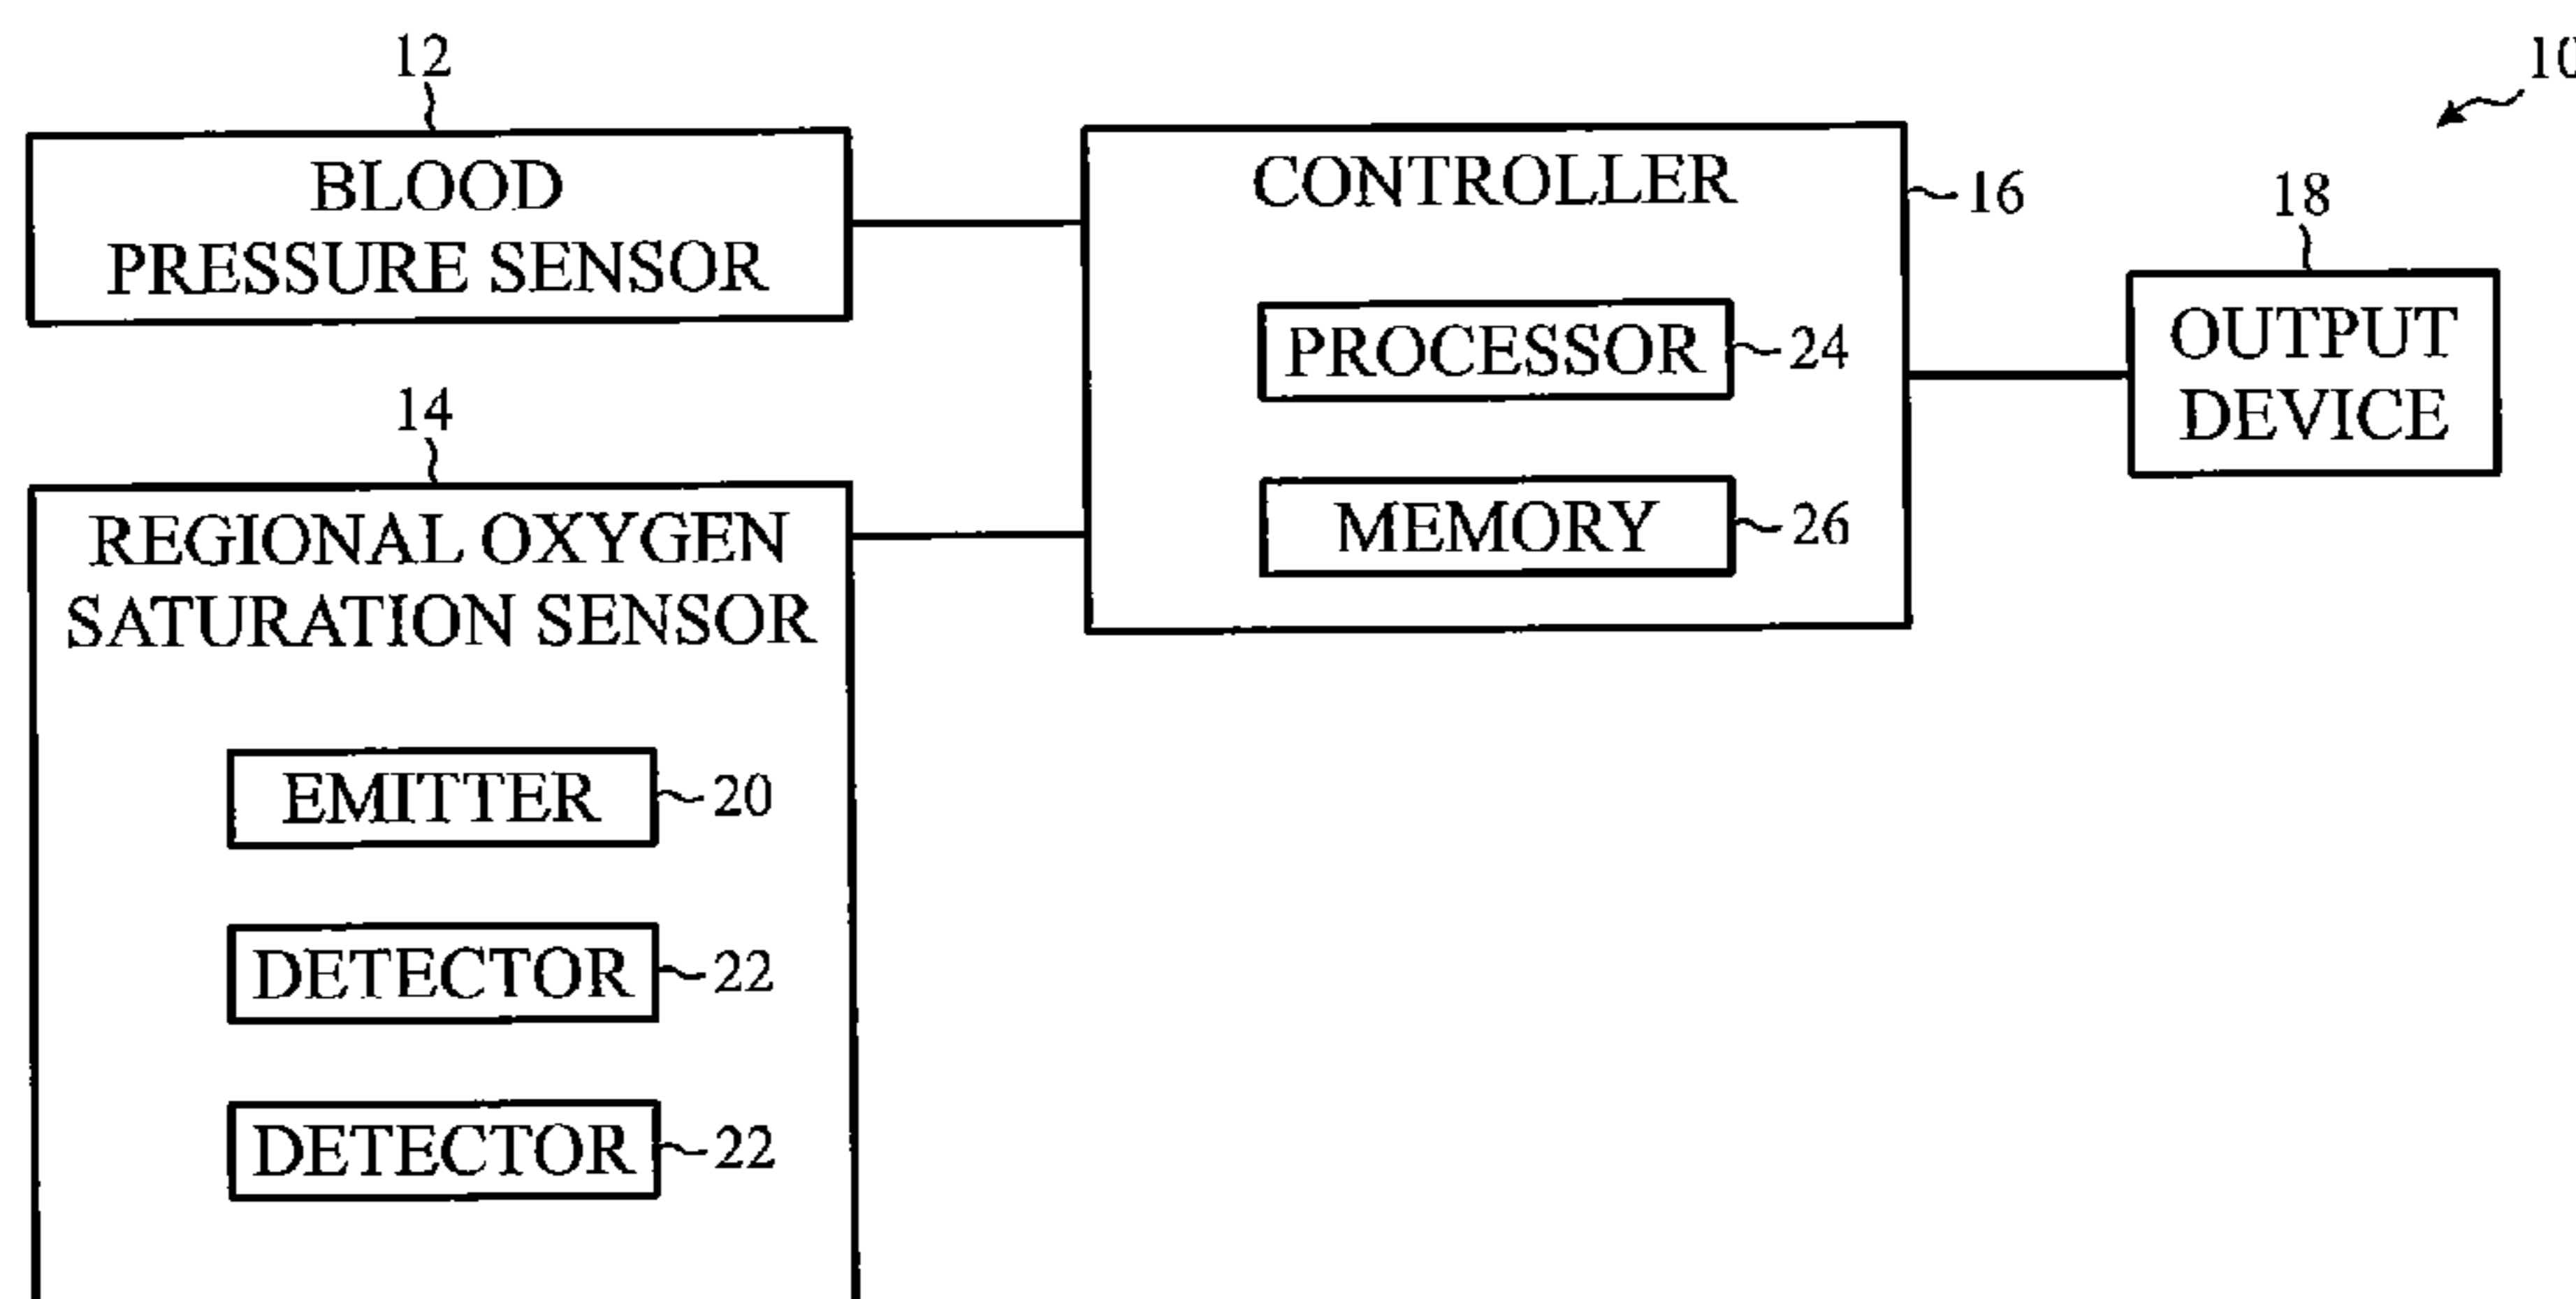 10
12
BLOOD
PRESSURE SENSOR
CONTROLLER
16
18
PROCESSOR
24
OUTPUT
DEVICE
14
MEMORY
26
REGIONAL OXYGEN
SATURATION SENSOR
EMITTER
20
DETECTOR
22
DETECTOR
22